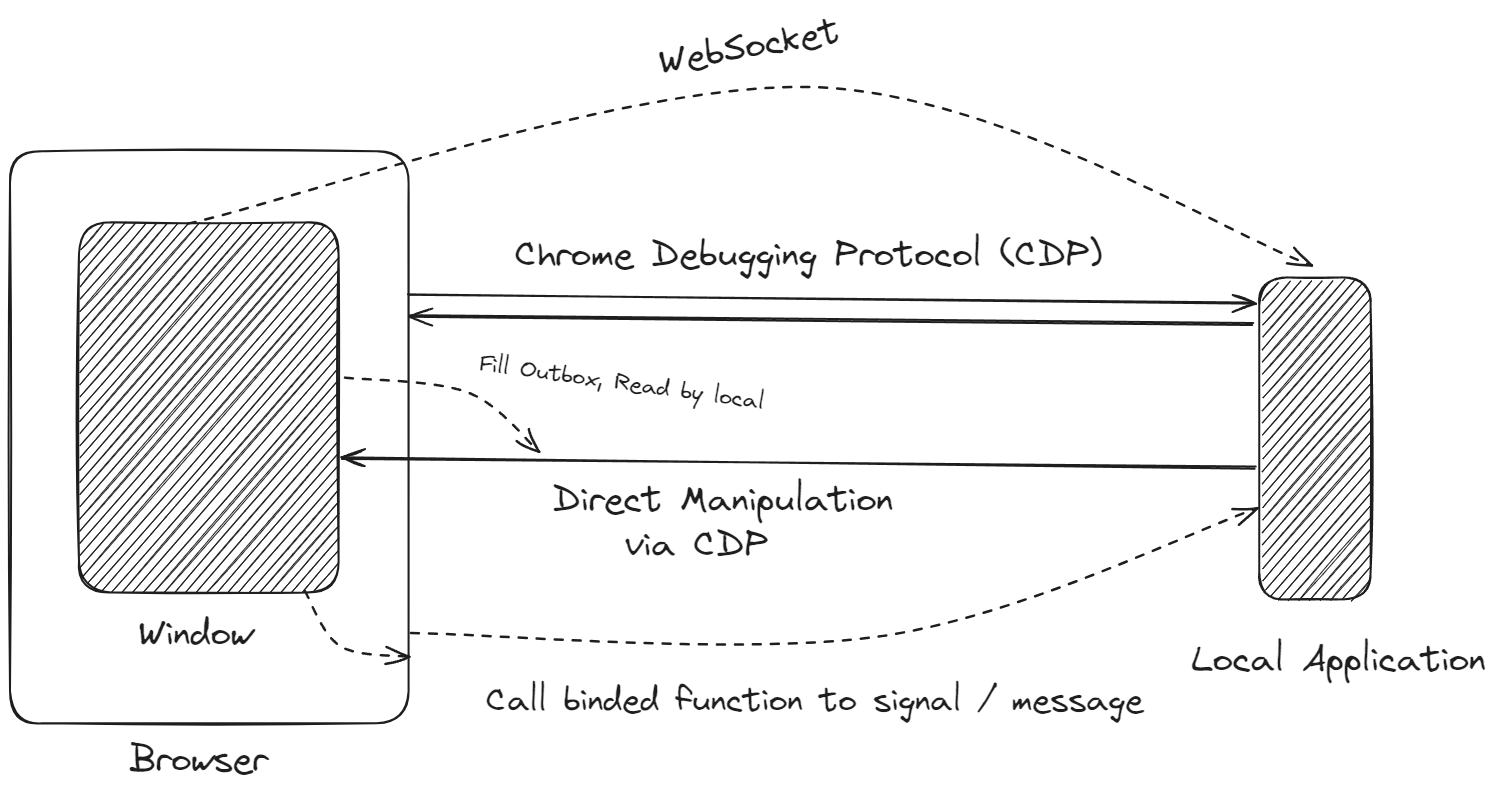 WebSocket
Chrome Debugging Protocol (CDP)
Fill Outbox, Read by local
Direct Manipulation
via CDP
Window
Local Application
Call binded function to signal / message
Browser